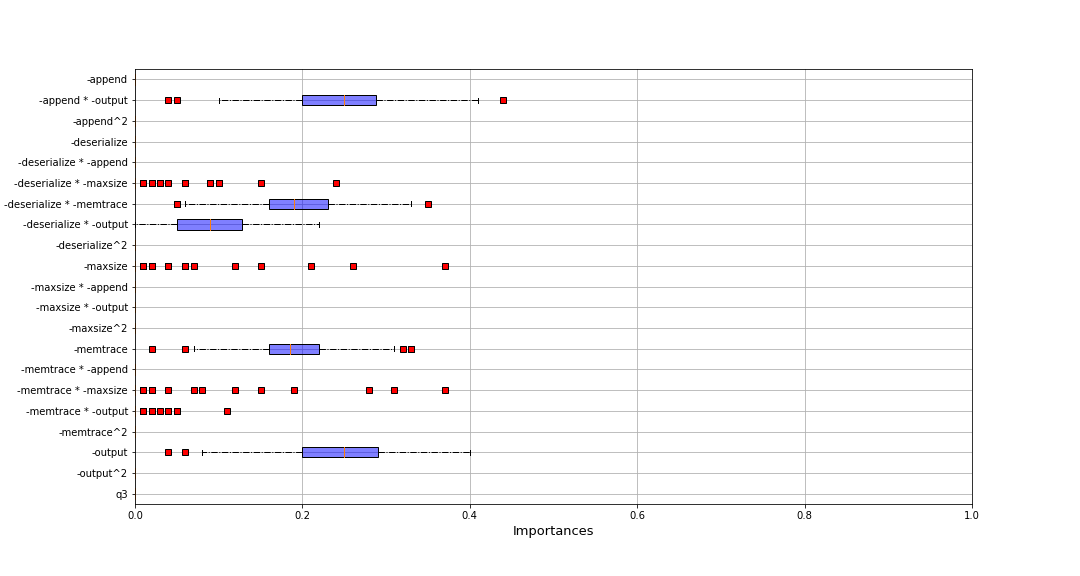 -append
-append * -output
-append^2
-deserialize
-deserialize * -append
-deserialize * -maxsize
-deserialize * -memtrace
-deserialize * -output
-deserialize^2
-maxsize
-maxsize * -append
-maxsize * -output
-maxsize^2
-memtrace
-memtrace * -append
-memtrace * -maxsize
-memtrace * -output
-memtrace^2
-output
-output^2
q3
0.0 0.2 0.4 0.6 0.8 1.0
Importances